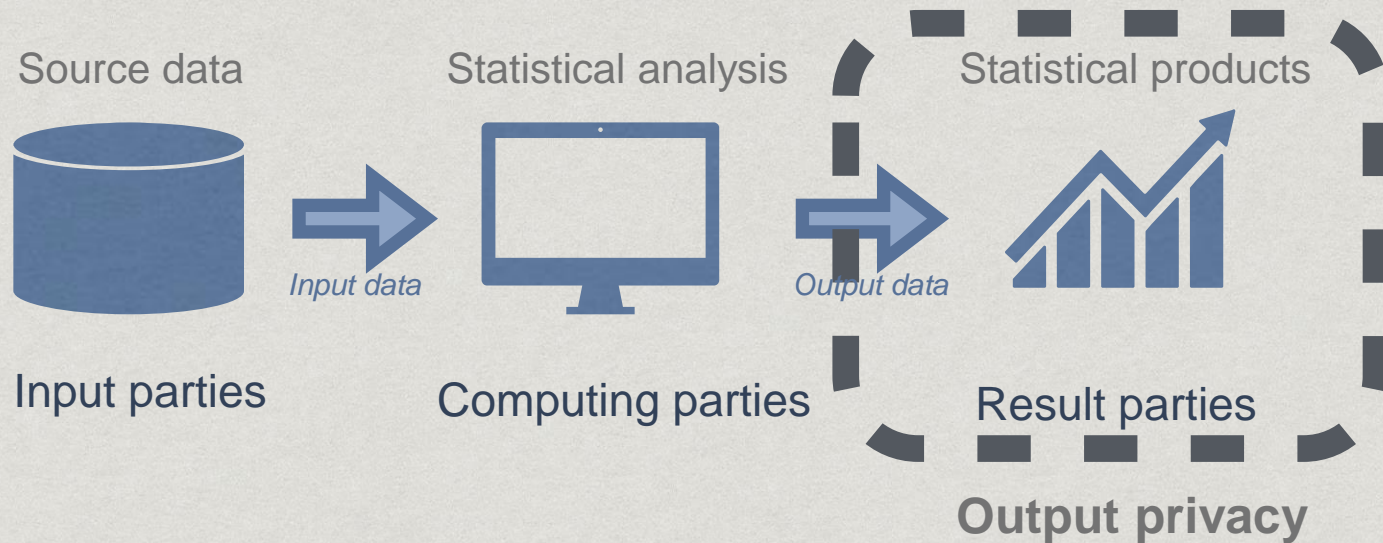 Source data
Statistical analysis
Statistical products
Input data
Output data
Input parties
Computing parties
Result parties
Output privacy